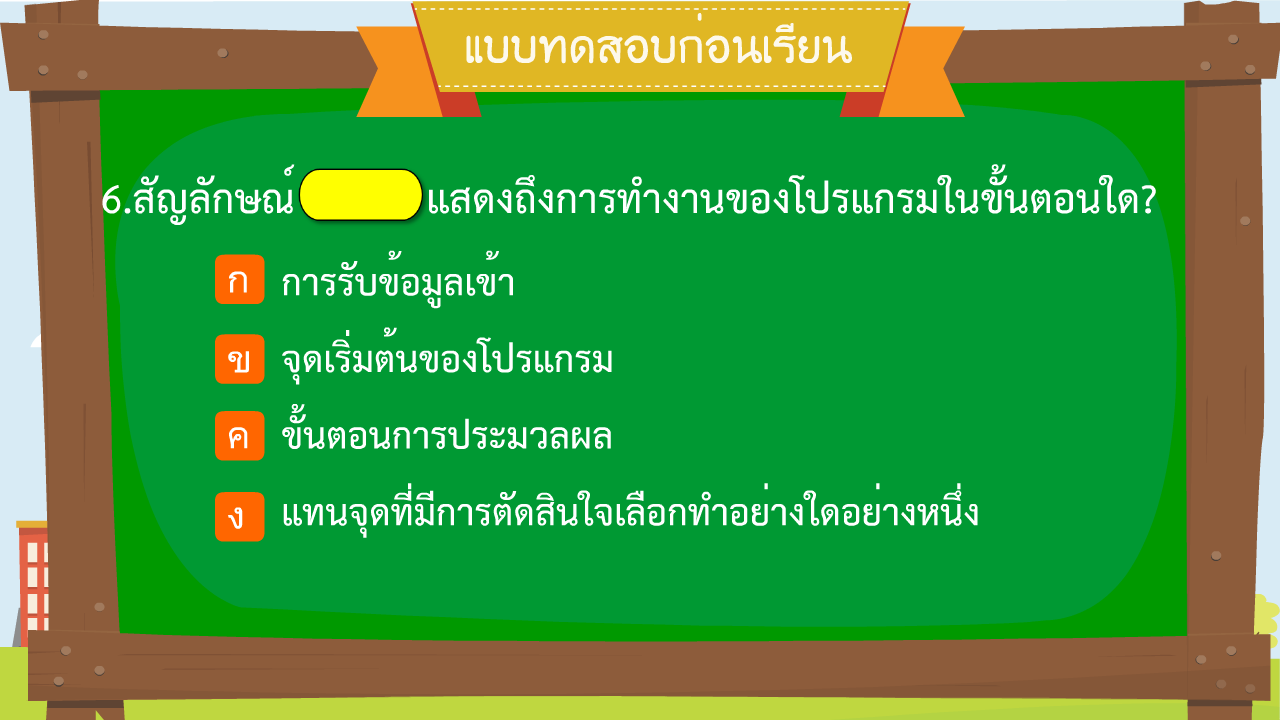 แบบทดสอบก่อนเรียน
6.สัญลักษณ์ แสดงถึงการทำงานของโปรแกรมในขั้นตอนใด?
ก การรับข้อมูลเข้า
ข จุดเริ่มต้นของโปรแกรม
ค ขั้นตอนการประมวลผล
ง แทนจุดที่มีการตัดสินใจเลือกทำอย่างใดอย่างหนึ่ง